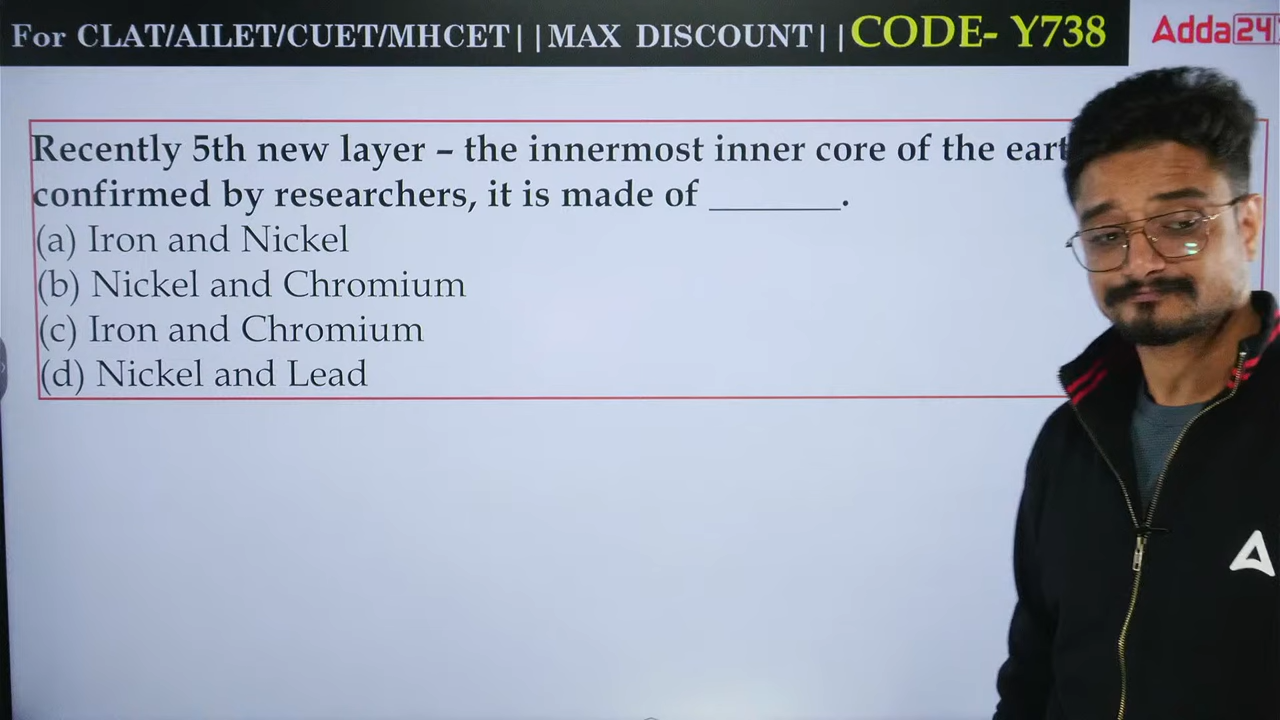 For CLAT/AILET/CUET/MHCET||MAX DISCOUNT||CODE- Y738
Adda24
Recently 5th new layer – the innermost inner core of the
confirmed by researchers, it is made of _______.
(a) Iron and Nickel
(b) Nickel and Chromium
(c) Iron and Chromium
(d) Nickel and Lead